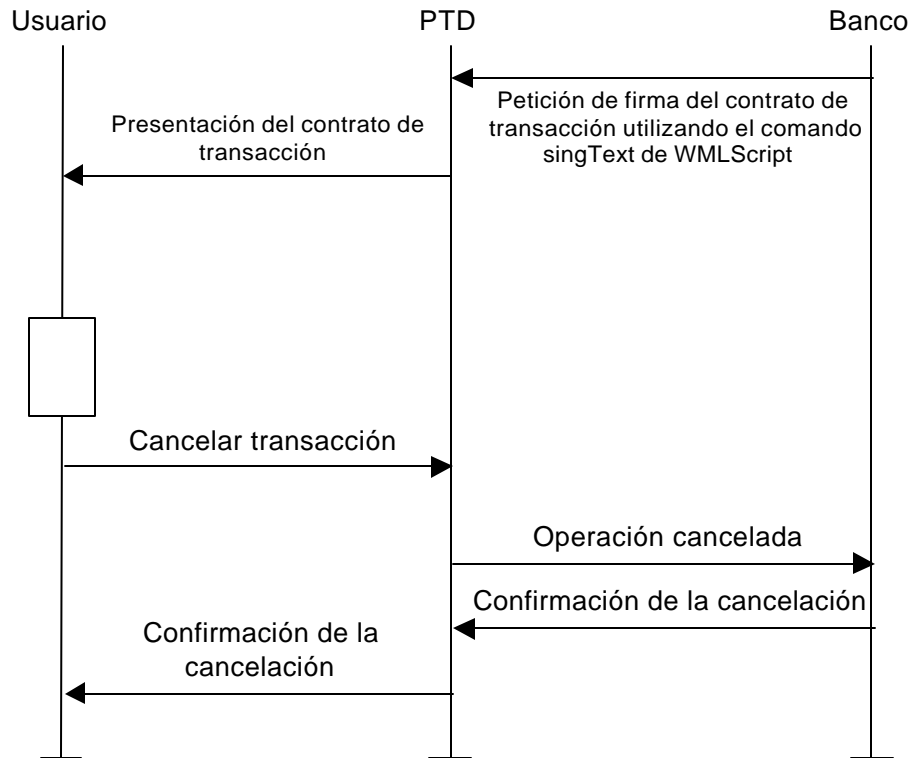 Usuario
PTD
Banco
Petición de firma del contrato de
transacción utilizando el comando
singText de WMLScript
Presentación del contrato de
transacción
Cancelar transacción
Operación cancelada
Confirmación de la cancelación
Confirmación de la
cancelación